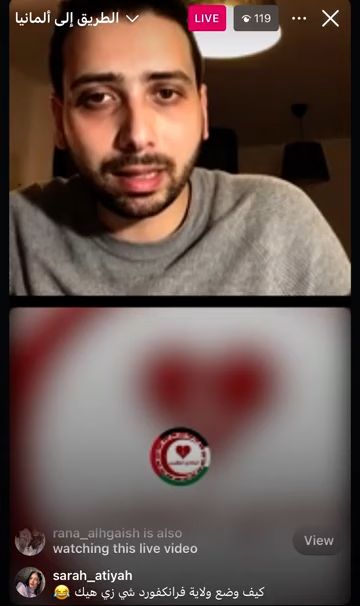 الطريق إلى ألمانيا
LIVE
119
rana_alhgaish is also
watching this live video
View
sarah_atiyah
كيف وضع ولاية فرانكفورد شي زي هيك 😂